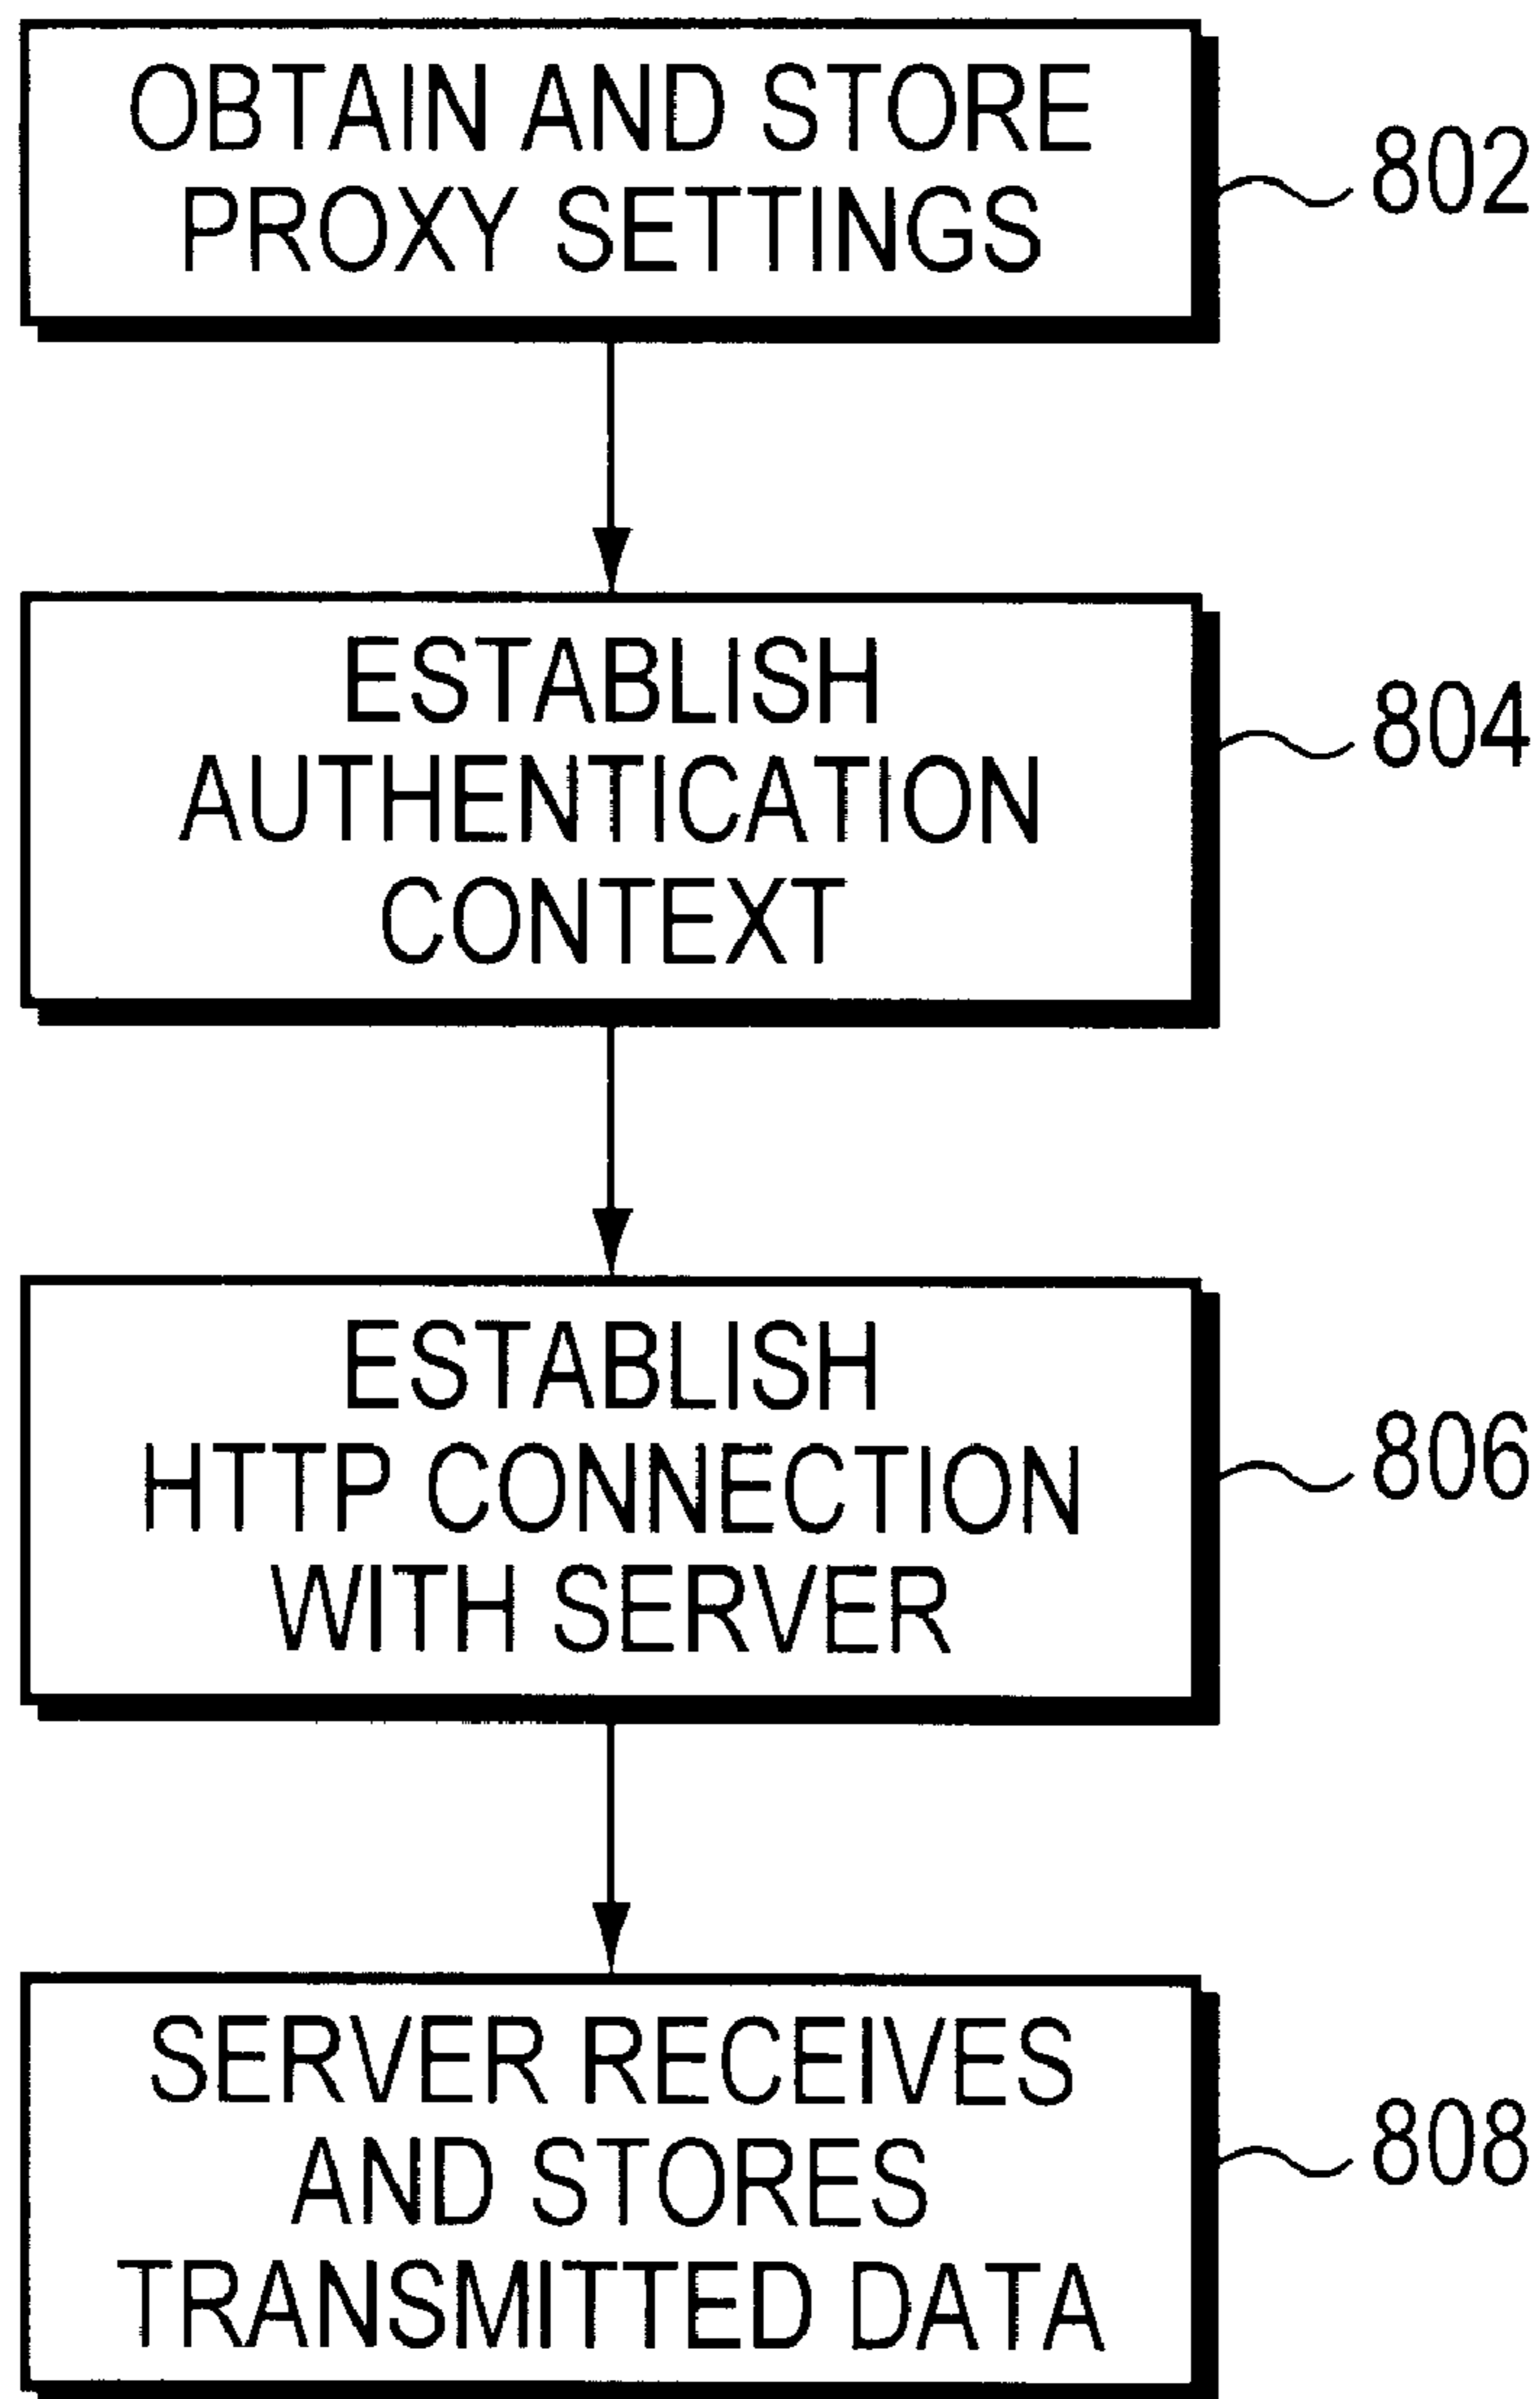 OBTAIN AND STORE
PROXY SETTINGS
802
ESTABLISH
AUTHENTICATION
CONTEXT
804
ESTABLISH
HTTP CONNECTION
WITH SERVER
806
SERVER RECEIVES
AND STORES
TRANSMITTED DATA
808